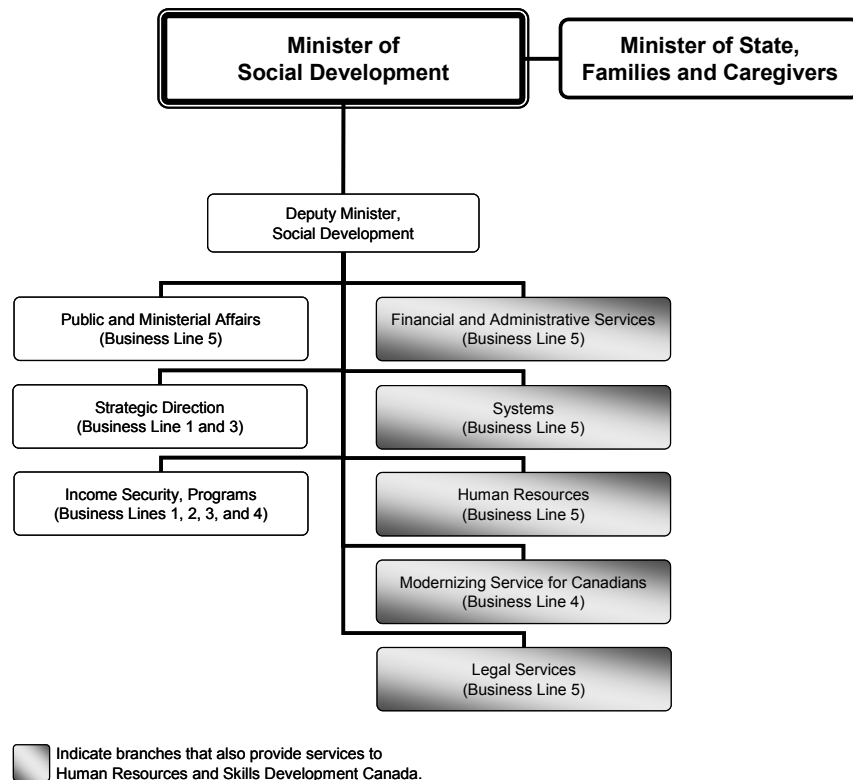 Minister of
Social Development
Minister of State,
Families and Caregivers
Deputy Minister,
Social Development
Public and Ministerial Affairs
(Business Line 5)
Financial and Administrative Services
(Business Line 5)
Strategic Direction
(Business Line 1 and 3)
Systems
(Business Line 5)
Income Security, Programs
(Business Lines 1, 2, 3, and 4)
Human Resources
(Business Line 5)
Modernizing Service for Canadians
(Business Line 4)
Legal Services
(Business Line 5)
Indicate branches that also provide services to
Human Resources and Skills Development Canada.